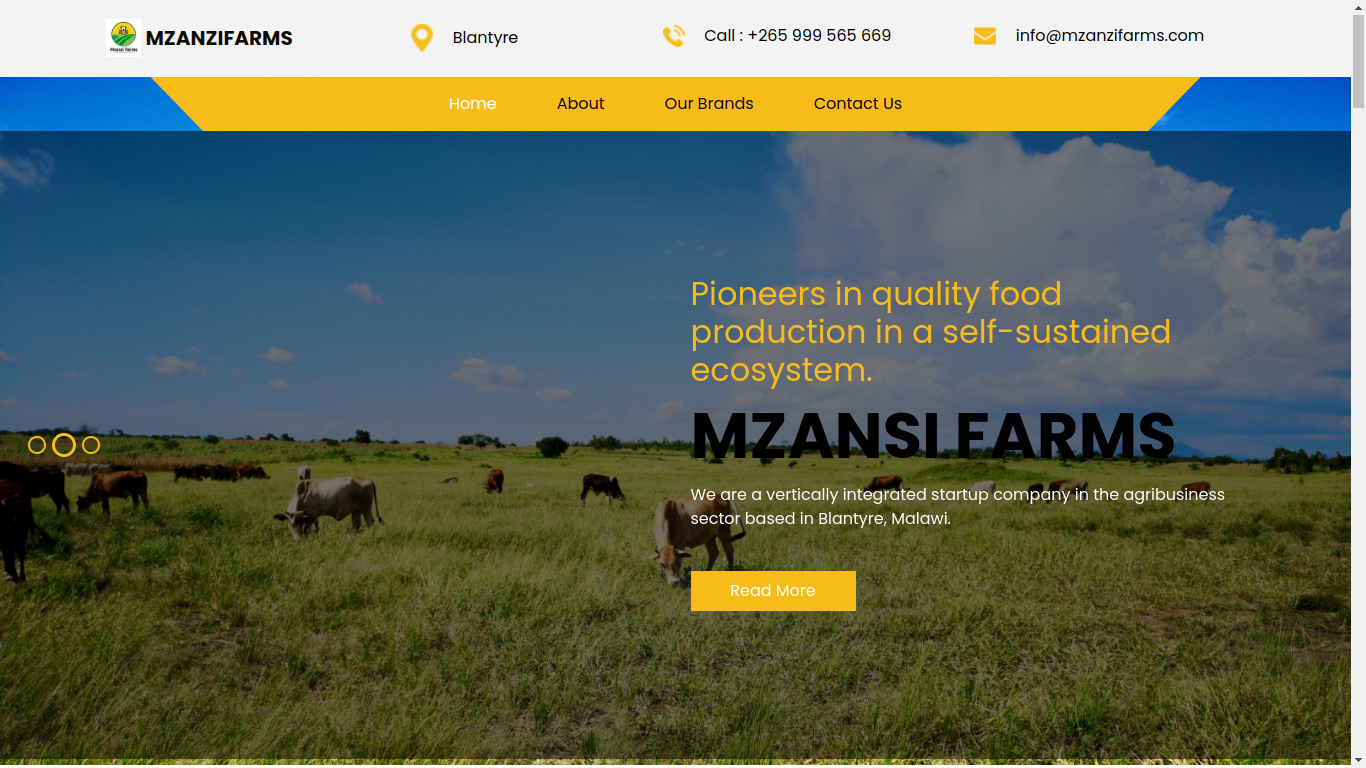 Mzansi Farms
MZANZIFARMS
Blantyre
Call : +265 999 565 669
info@mzanzifarms.com
Home
About
Our Brands
Contact Us
Pioneers in quality food
production in a self-sustained
ecosystem.
MZANSI FARMS
We are a vertically integrated startup company in the agribusiness
sector based in Blantyre, Malawi.
Read More